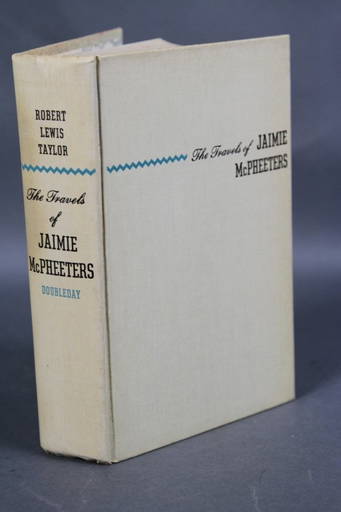 ROBERT
LEWIS
TAYLOR
The Travels
of
JAIMIE
McPHEETERS
DOUBLEDAY
The Travels of JAIMIE
McPHEETERS